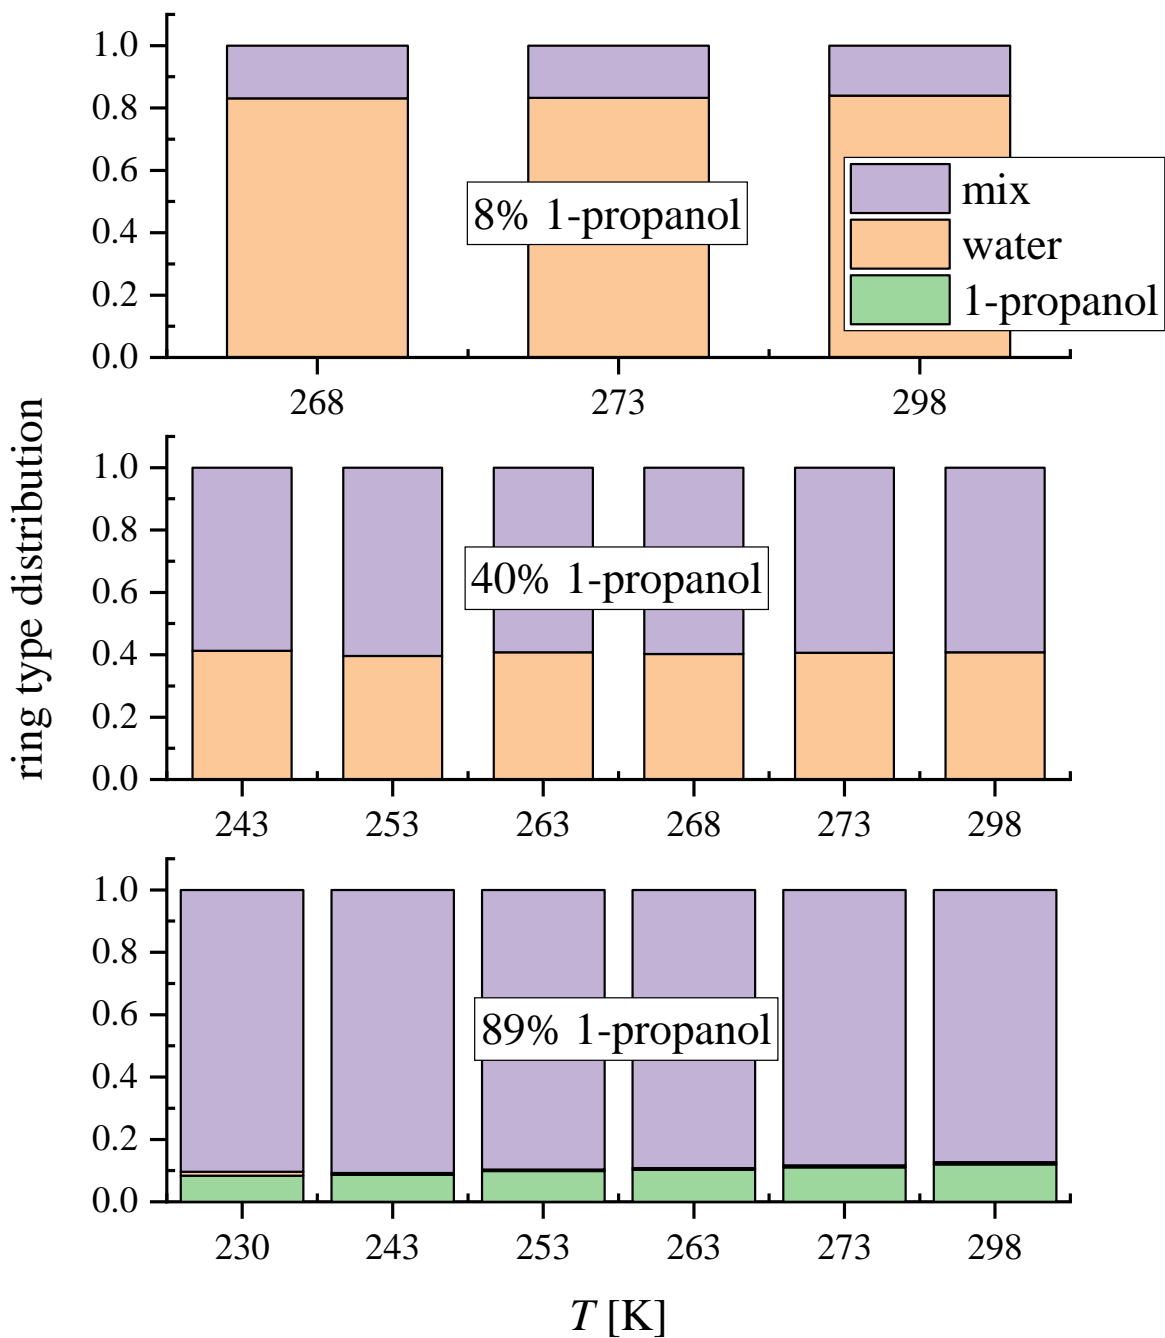 1.0
0.8
0.6
0.4
0.2
0.0
8% 1-propanol
mix
water
1-propanol
268 273 298
ring type distribution
1.0
0.8
0.6
0.4
0.2
0.0
40% 1-propanol
243 253 263 268 273 298
1.0
0.8
0.6
0.4
0.2
0.0
89% 1-propanol
230 243 253 263 273 298
T [K]